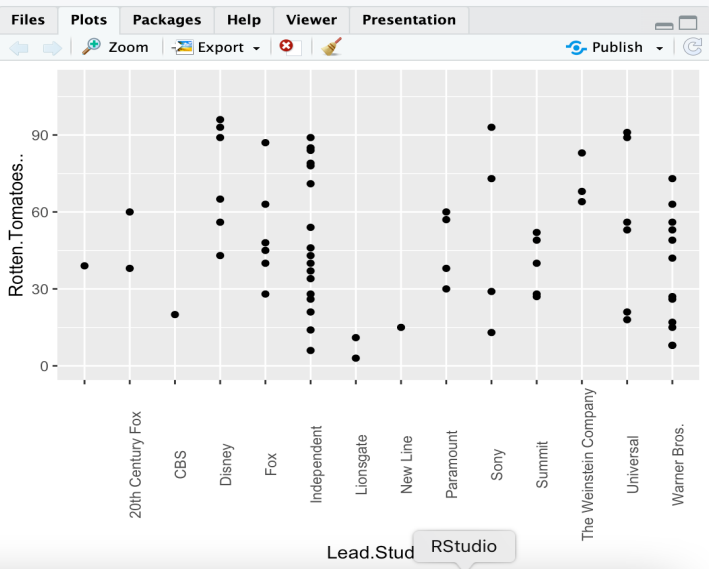 Files Plots Packages Help Viewer Presentation
Zoom Export Publish
Rotten.Tomatoes..
90
60
30
0
20th Century Fox
CBS
Disney
Fox
Independent
Lionsgate
New Line
Paramount
Sony
Summit
The Weinstein Company
Universal
Warner Bros.
Lead.Stud
RStudio